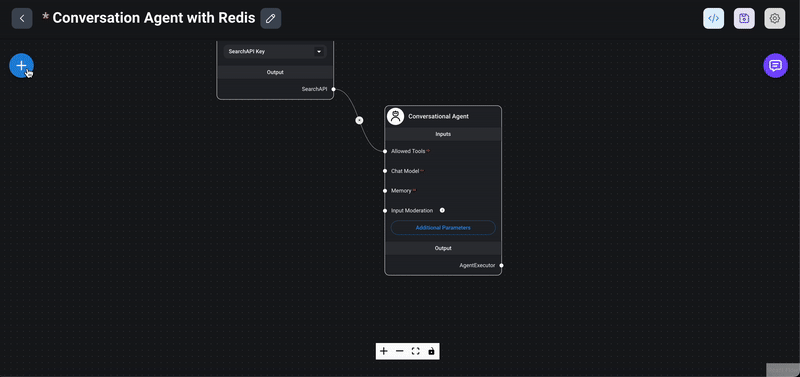 * Conversation Agent with Redis
</>
SearchAPI Key
Output
SearchAPI
Conversational Agent
Inputs
Allowed Tools *
Chat Model *
Memory *
Input Moderation
Additional Parameters
Output
AgentExecutor